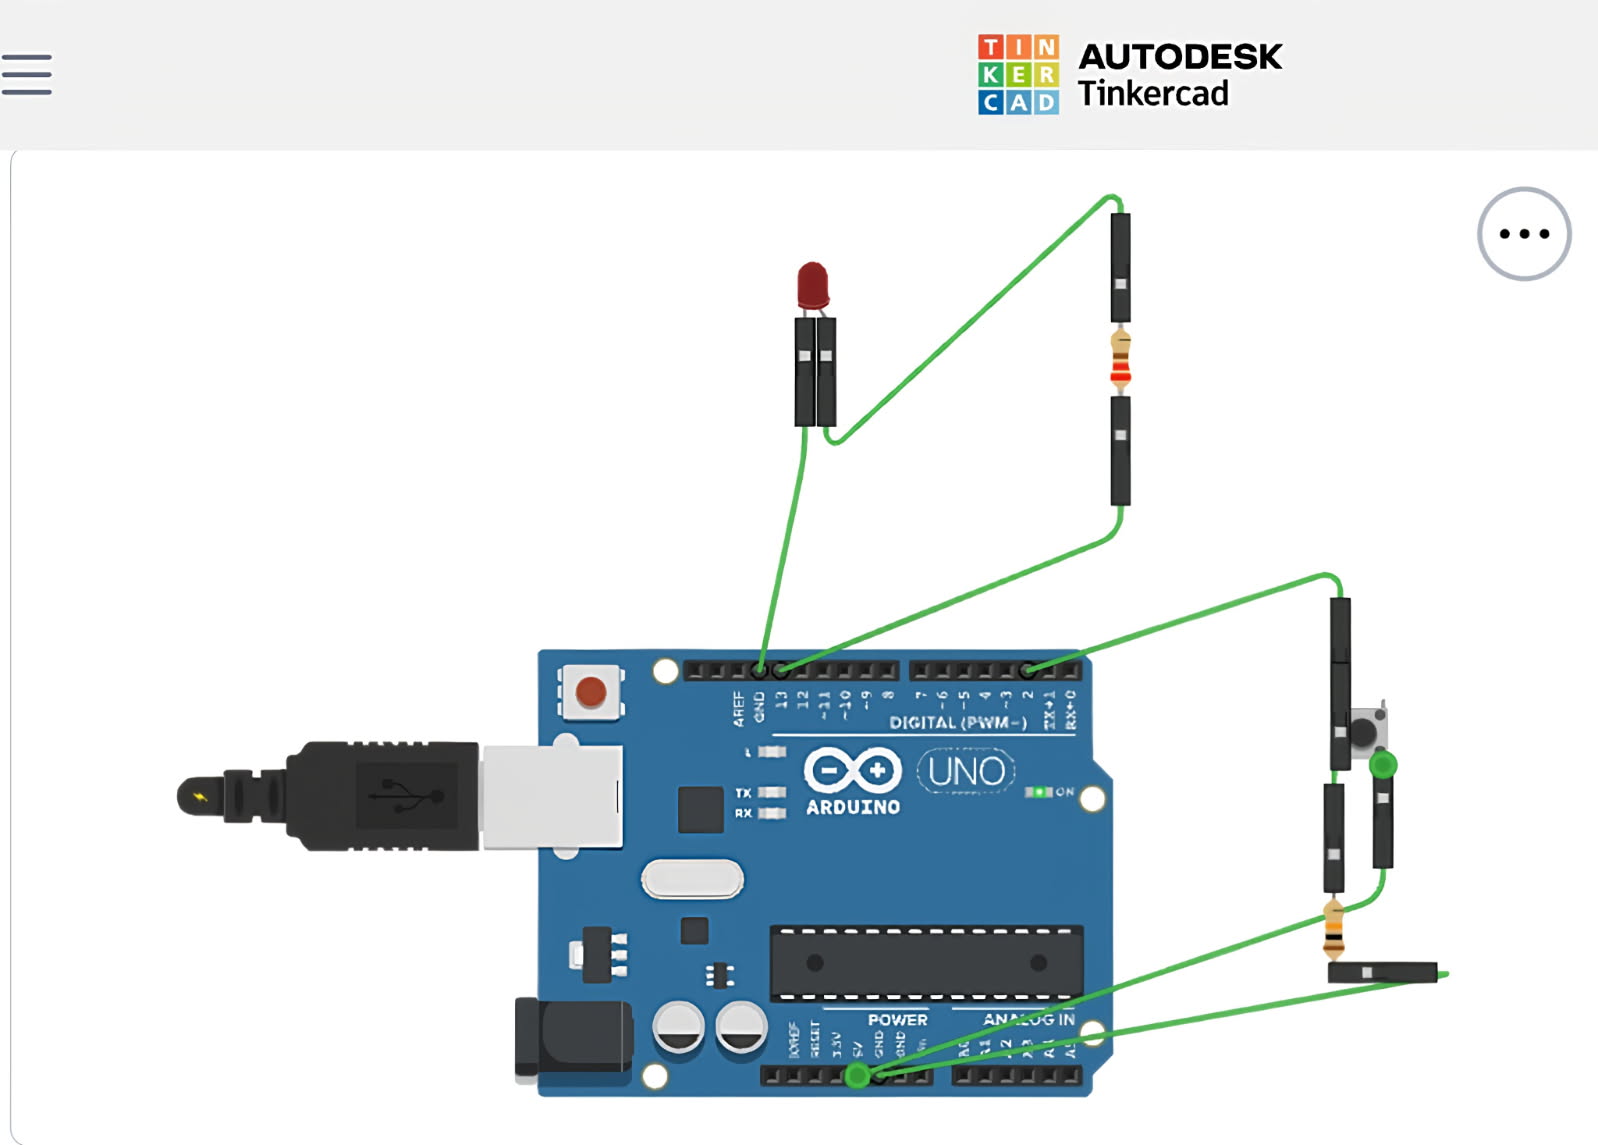 TIN
KER
CAD
AUTODESK
Tinkercad
AREF
GND
13
12
~11
~10
~9
8
7
~6
~5
4
~3
2
TX→1
RX←0
DIGITAL (PWM~)
L
TX
RX
ARDUINO
UNO
ON
POWER
ANALOG IN
IOREF
RESET
3.3V
5V
GND
GND
Vin
A0
A1
A2
A3
A4
A5